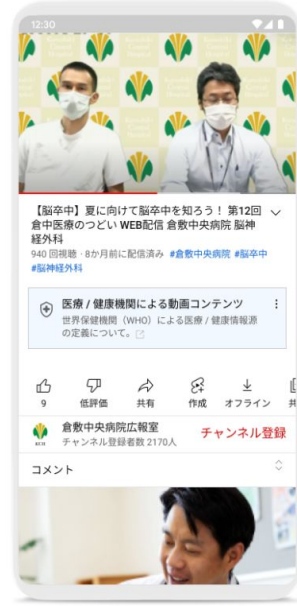 12:30
【脳卒中】夏に向けて脳卒中を知ろう！ 第12回
倉中医療のつどい WEB配信 倉敷中央病院 脳神
経外科
940 回視聴・8か月前に配信済み #倉敷中央病院 #脳卒中
#脳神経外科
医療 / 健康機関による動画コンテンツ
世界保健機関（WHO）による医療 / 健康情報源
の定義について。
9 低評価 共有 作成 オフライン
倉敷中央病院広報室
チャンネル登録者数 2170人
チャンネル登録
コメント